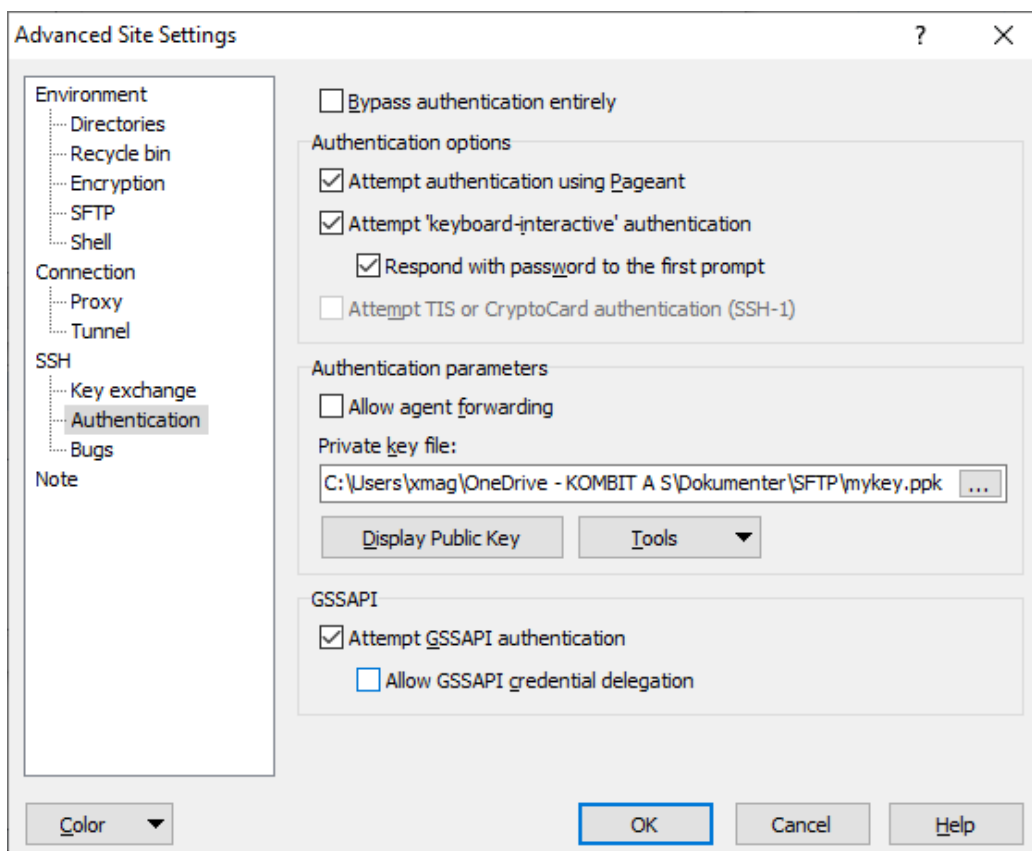 Advanced Site Settings
?
Environment
Directories
Recycle bin
Encryption
SFTP
Shell
Connection
Proxy
Tunnel
SSH
Key exchange
Authentication
Bugs
Note
Bypass authentication entirely
Authentication options
Attempt authentication using Pageant
Attempt 'keyboard-interactive' authentication
Respond with password to the first prompt
Attempt TIS or CryptoCard authentication (SSH-1)
Authentication parameters
Allow agent forwarding
Private key file:
C:\Users\xmag\OneDrive - KOMBIT A S\Dokumenter\SFTP\mykey.ppk ...
Display Public Key
Tools
GSSAPI
Attempt GSSAPI authentication
Allow GSSAPI credential delegation
Color
OK
Cancel
Help